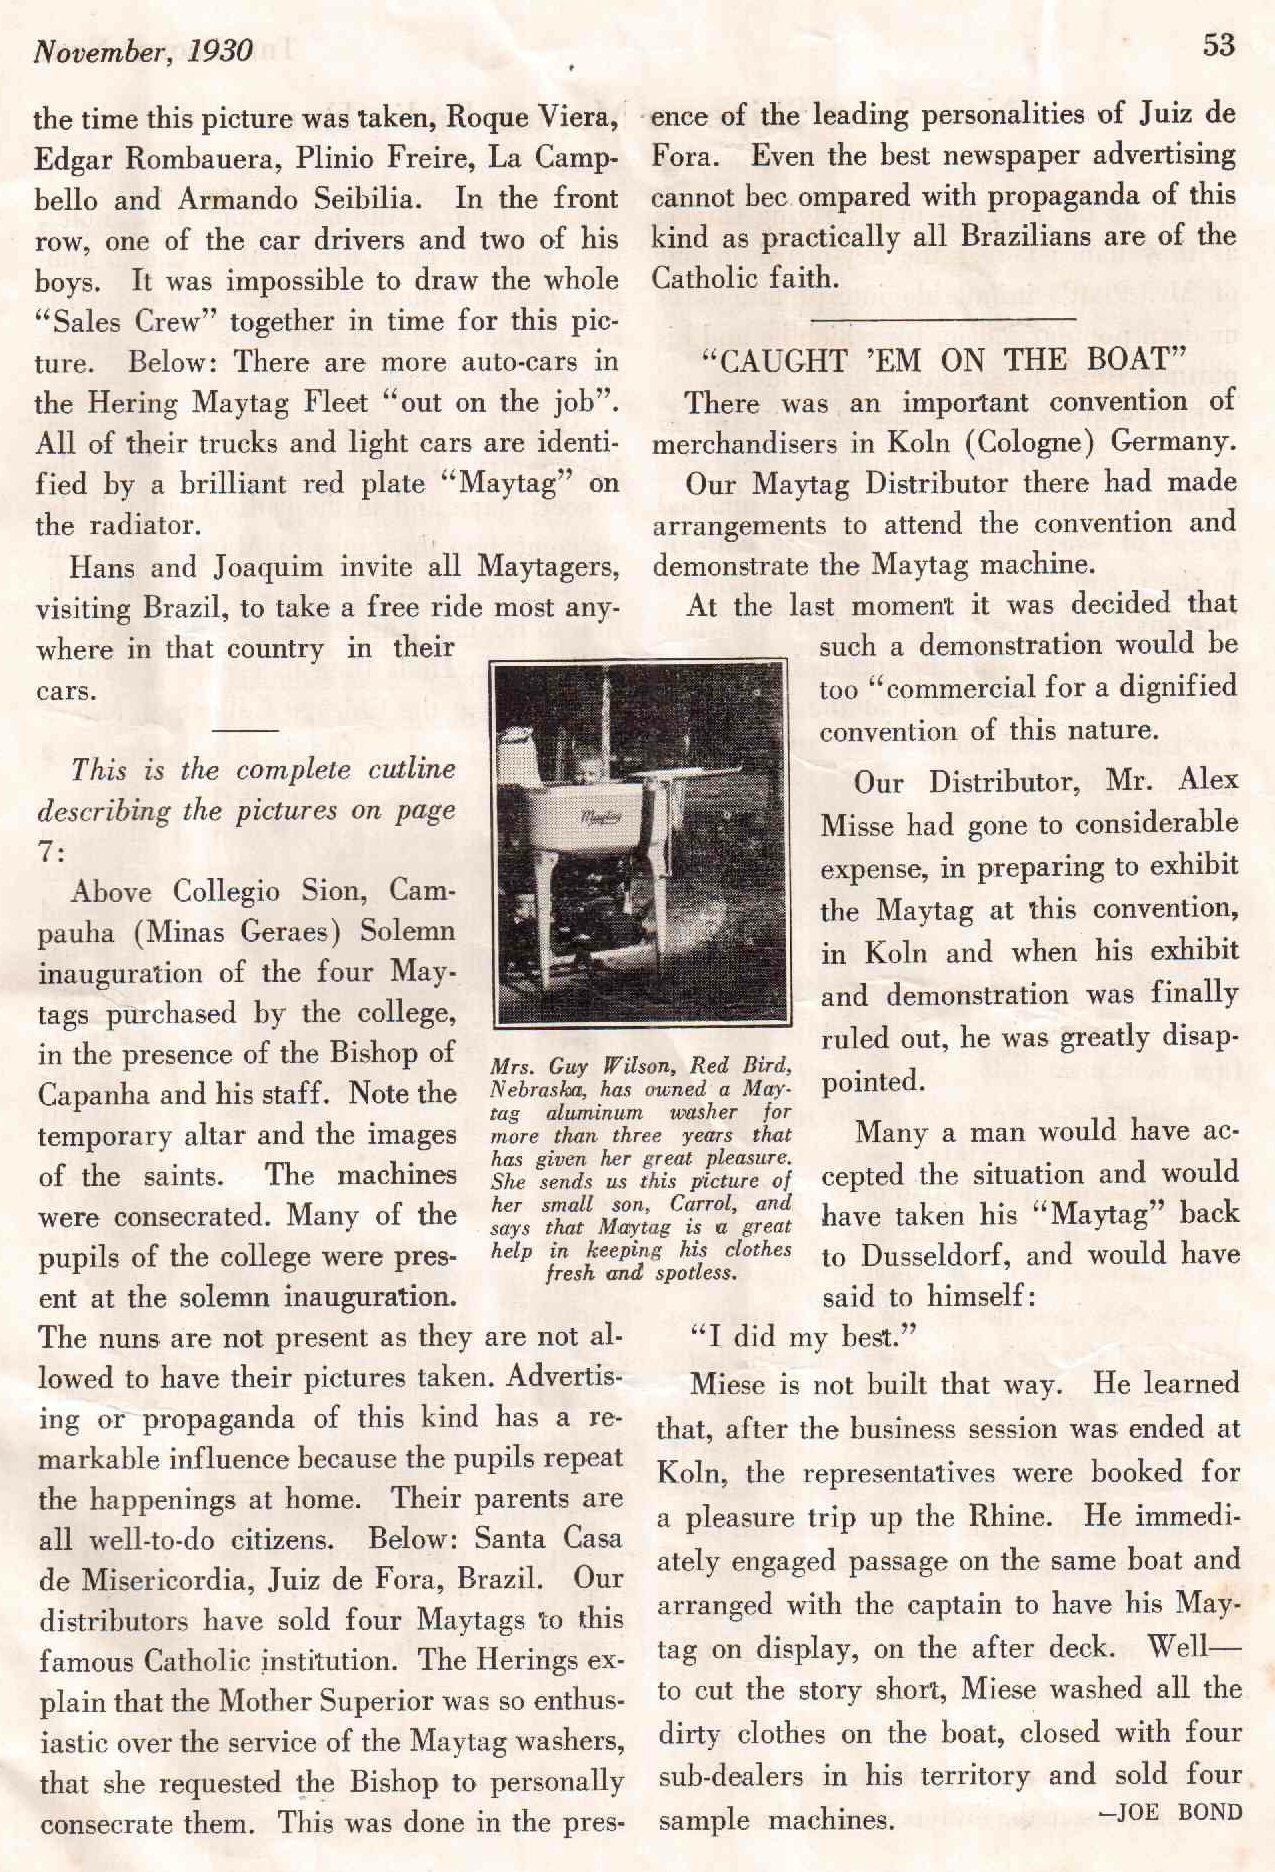 November, 1930
53
the time this picture was taken, Roque Viera,
Edgar Rombauera, Plinio Freire, La Camp-
bello and Armando Seibilia. In the front
row, one of the car drivers and two of his
boys. It was impossible to draw the whole
“Sales Crew” together in time for this pic-
ture. Below: There are more auto-cars in
the Hering Maytag Fleet “out on the job”.
All of their trucks and light cars are identi-
fied by a brilliant red plate “Maytag” on
the radiator.
Hans and Joaquim invite all Maytagers,
visiting Brazil, to take a free ride most any-
where in that country in their
cars.
This is the complete cutline
describing the pictures on page
7:
Above Collegio Sion, Cam-
pauha (Minas Geraes) Solemn
inauguration of the four May-
tags purchased by the college,
in the presence of the Bishop of
Capanha and his staff. Note the
temporary altar and the images
of the saints. The machines
were consecrated. Many of the
pupils of the college were pres-
ent at the solemn inauguration.
The nuns are not present as they are not al-
lowed to have their pictures taken. Advertis-
ing or propaganda of this kind has a re-
markable influence because the pupils repeat
the happenings at home. Their parents are
all well-to-do citizens. Below: Santa Casa
de Misericordia, Juiz de Fora, Brazil. Our
distributors have sold four Maytags to this
famous Catholic institution. The Herings ex-
plain that the Mother Superior was so enthus-
iastic over the service of the Maytag washers,
that she requested the Bishop to personally
consecrate them. This was done in the pres-
Maytag
Mrs. Guy Wilson, Red Bird,
Nebraska, has owned a May-
tag aluminum washer for
more than three years that
has given her great pleasure.
She sends us this picture of
her small son, Carrol, and
says that Maytag is a great
help in keeping his clothes
fresh and spotless.
ence of the leading personalities of Juiz de
Fora. Even the best newspaper advertising
cannot bec ompared with propaganda of this
kind as practically all Brazilians are of the
Catholic faith.
“CAUGHT ’EM ON THE BOAT”
There was an important convention of
merchandisers in Koln (Cologne) Germany.
Our Maytag Distributor there had made
arrangements to attend the convention and
demonstrate the Maytag machine.
At the last moment it was decided that
such a demonstration would be
too “commercial for a dignified
convention of this nature.
Our Distributor, Mr. Alex
Misse had gone to considerable
expense, in preparing to exhibit
the Maytag at this convention,
in Koln and when his exhibit
and demonstration was finally
ruled out, he was greatly disap-
pointed.
Many a man would have ac-
cepted the situation and would
have taken his “Maytag” back
to Dusseldorf, and would have
said to himself:
“I did my best.”
Miese is not built that way. He learned
that, after the business session was ended at
Koln, the representatives were booked for
a pleasure trip up the Rhine. He immedi-
ately engaged passage on the same boat and
arranged with the captain to have his May-
tag on display, on the after deck. Well—
to cut the story short, Miese washed all the
dirty clothes on the boat, closed with four
sub-dealers in his territory and sold four
sample machines. —JOE BOND